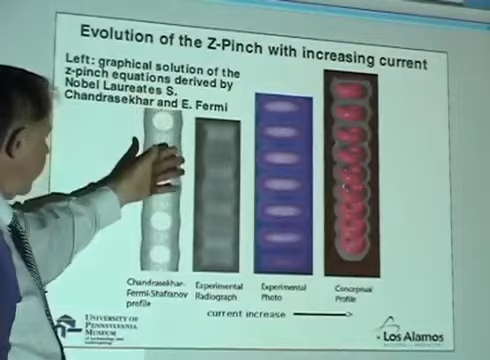 Evolution of the Z-Pinch with increasing current
Left: graphical solution of the
z-pinch equations derived by
Nobel Laureates S.
Chandrasekhar and E. Fermi
Chandrasekhar-
Fermi-Shafranov
profile
Experimental
Radiograph
Experimental
Photo
Conceptual
Profile
current increase
UNIVERSITY OF
PENNSYLVANIA
MUSEUM
Los Alamos